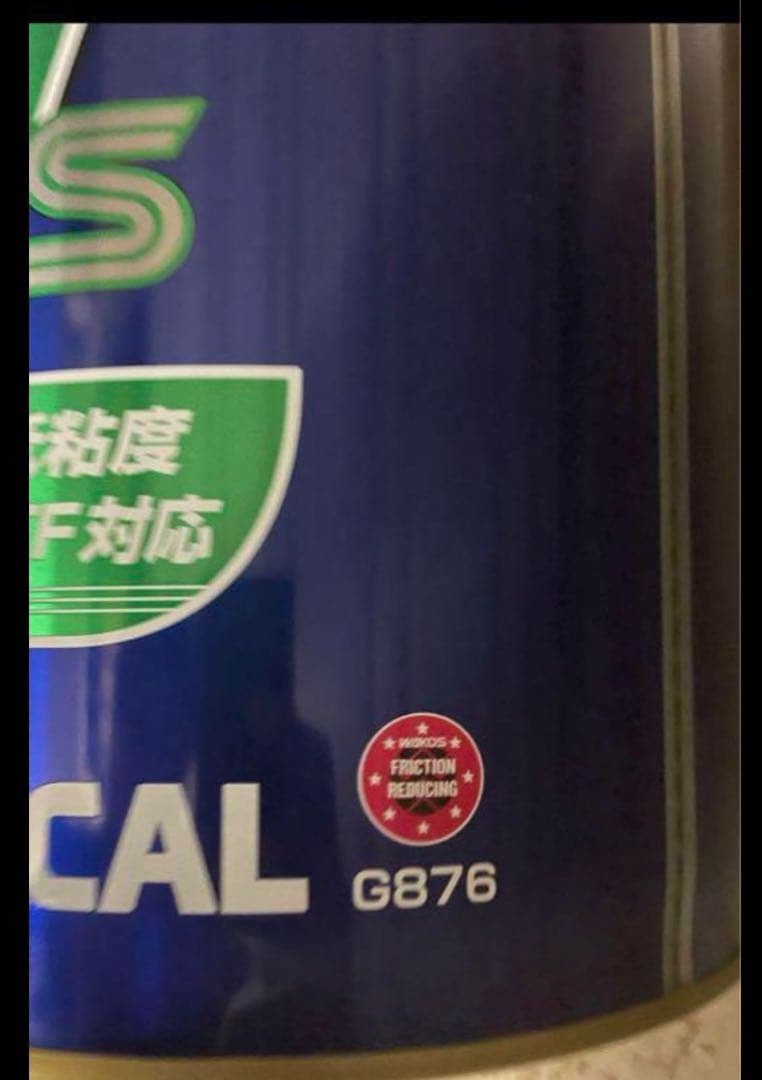 S
粘度
F対応
WAKO'S
FRICTION
REDUCING
CAL
G876